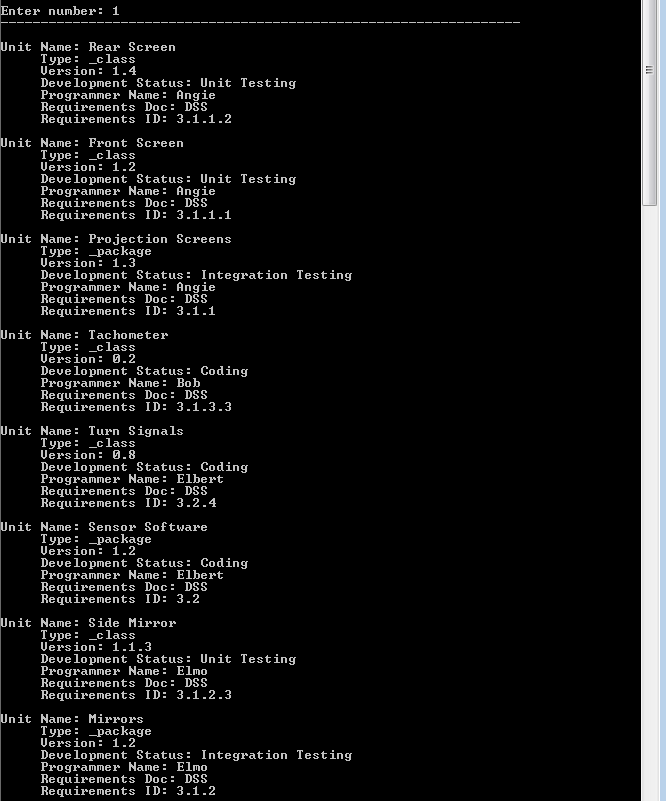 Enter number: 1
-----------------------------------------------------------------
Unit Name: Rear Screen
Type: _class
Version: 1.4
Development Status: Unit Testing
Programmer Name: Angie
Requirements Doc: DSS
Requirements ID: 3.1.1.2
Unit Name: Front Screen
Type: _class
Version: 1.2
Development Status: Unit Testing
Programmer Name: Angie
Requirements Doc: DSS
Requirements ID: 3.1.1.1
Unit Name: Projection Screens
Type: _package
Version: 1.3
Development Status: Integration Testing
Programmer Name: Angie
Requirements Doc: DSS
Requirements ID: 3.1.1
Unit Name: Tachometer
Type: _class
Version: 0.2
Development Status: Coding
Programmer Name: Bob
Requirements Doc: DSS
Requirements ID: 3.1.3.3
Unit Name: Turn Signals
Type: _class
Version: 0.8
Development Status: Coding
Programmer Name: Elbert
Requirements Doc: DSS
Requirements ID: 3.2.4
Unit Name: Sensor Software
Type: _package
Version: 1.2
Development Status: Coding
Programmer Name: Elbert
Requirements Doc: DSS
Requirements ID: 3.2
Unit Name: Side Mirror
Type: _class
Version: 1.1.3
Development Status: Unit Testing
Programmer Name: Elmo
Requirements Doc: DSS
Requirements ID: 3.1.2.3
Unit Name: Mirrors
Type: _package
Version: 1.2
Development Status: Integration Testing
Programmer Name: Elmo
Requirements Doc: DSS
Requirements ID: 3.1.2